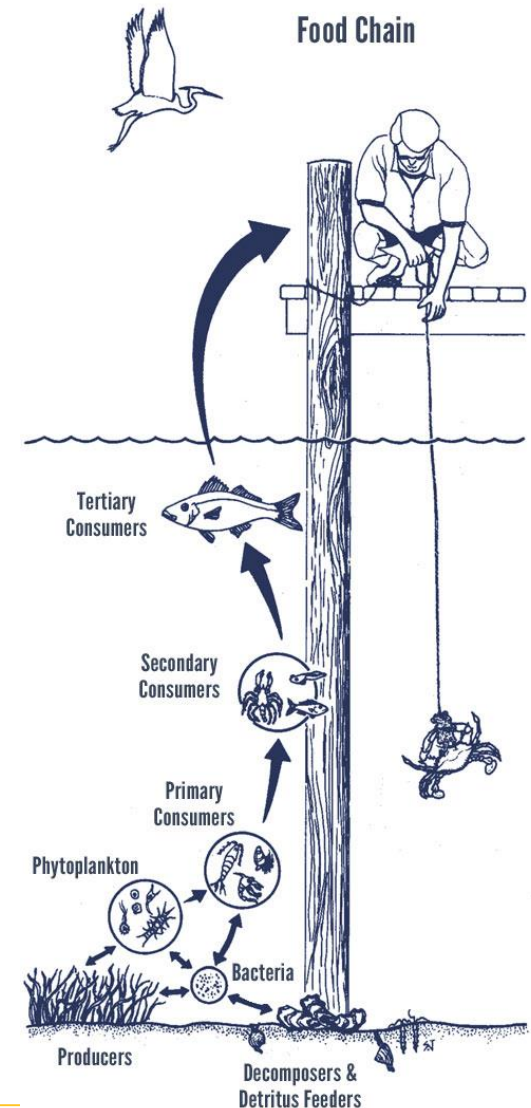 Food Chain
Tertiary
Consumers
Secondary
Consumers
Primary
Consumers
Phytoplankton
Bacteria
Producers
Decomposers &
Detritus Feeders